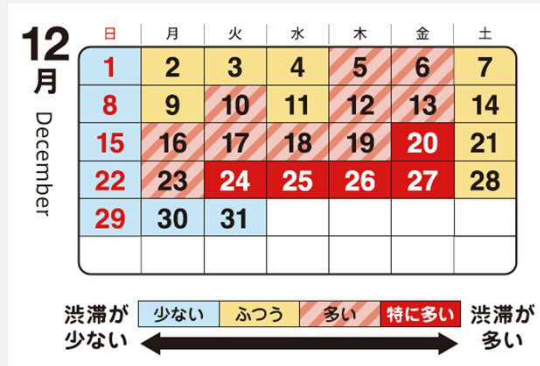 12月
December
日 月 火 水 木 金 土
1 2 3 4 5 6 7
8 9 10 11 12 13 14
15 16 17 18 19 20 21
22 23 24 25 26 27 28
29 30 31
渋滞が
少ない
少ない ふつう 多い 特に多い
渋滞が
多い